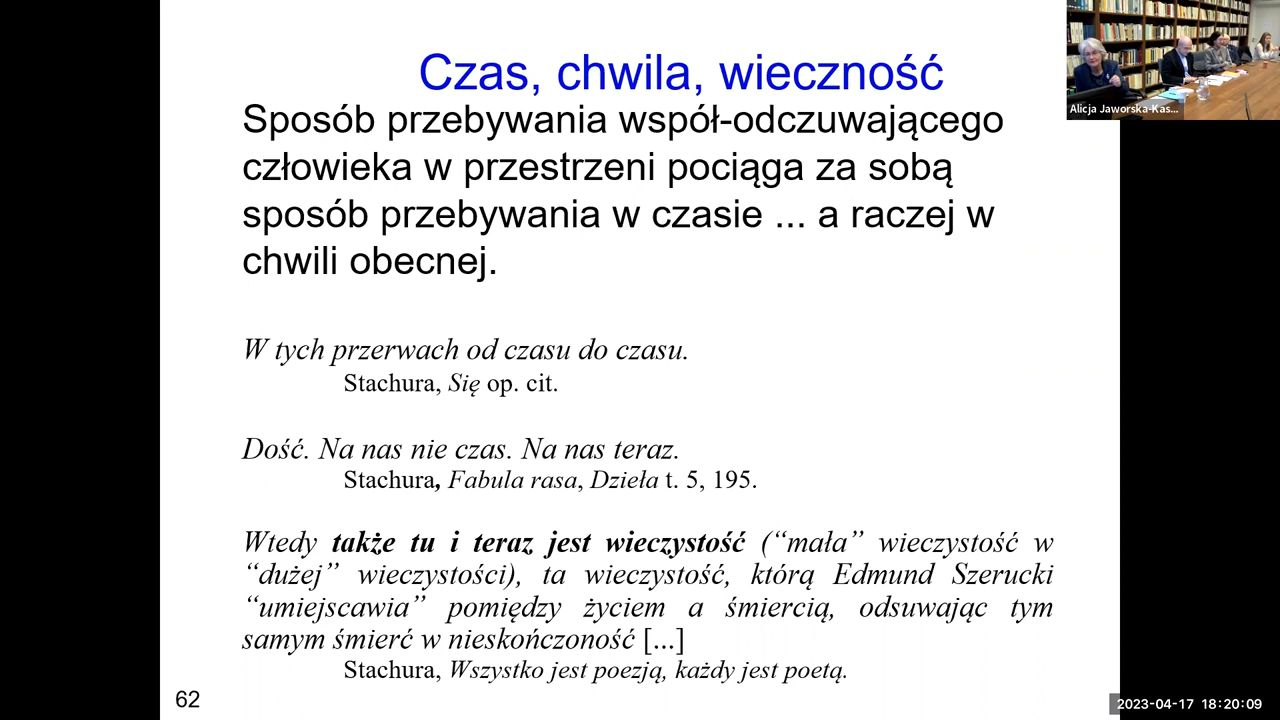 Czas, chwila, wieczność
Sposób przebywania współ-odczuwającego
człowieka w przestrzeni pociąga za sobą
sposób przebywania w czasie ... a raczej w
chwili obecnej.
W tych przerwach od czasu do czasu.
Stachura, Się op. cit.
Dość. Na nas nie czas. Na nas teraz.
Stachura, Fabula rasa, Dzieła t. 5, 195.
Wtedy także tu i teraz jest wieczystość (“mała” wieczystość w
“dużej” wieczystości), ta wieczystość, którą Edmund Szerucki
“umiejscawia” pomiędzy życiem a śmiercią, odsuwając tym
samym śmierć w nieskończoność [...]
Stachura, Wszystko jest poezją, każdy jest poetą.
62
Alicja Jaworska-Kas...
2023-04-17 18:20:09